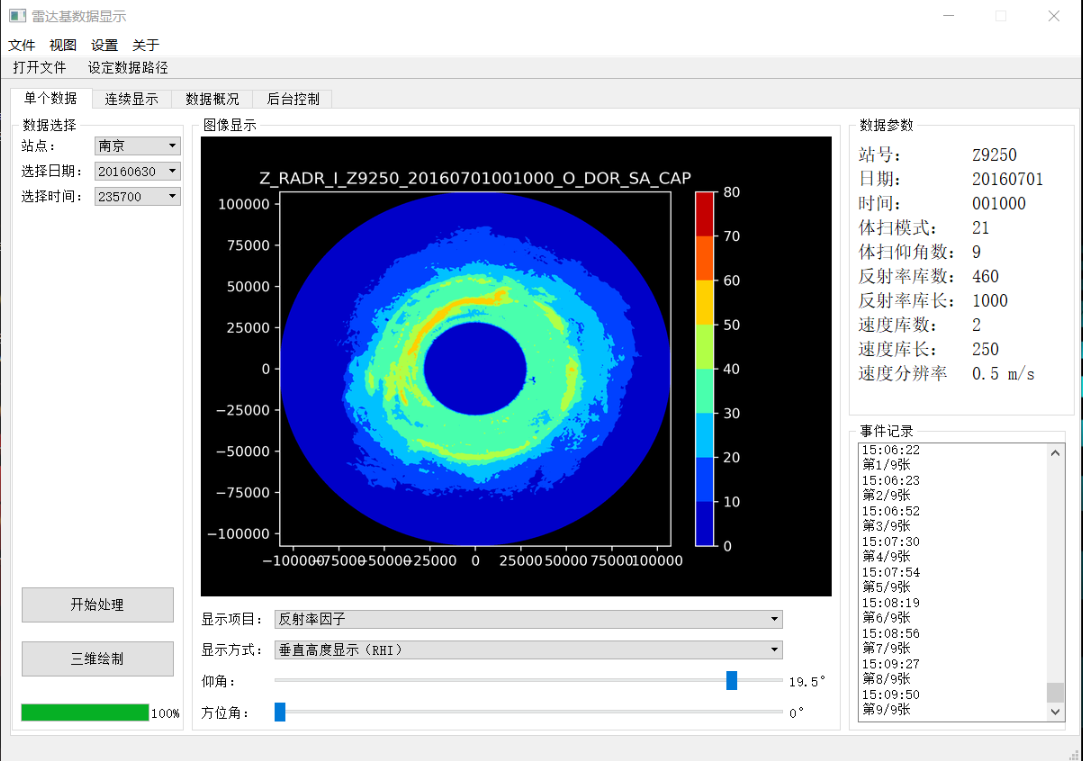 雷达基数据显示
文件 视图 设置 关于
打开文件 设定数据路径
单个数据 连续显示 数据概况 后台控制
数据选择
站点： 南京
选择日期： 20160630
选择时间： 235700
开始处理
三维绘制
100%
图像显示
Z_RADR_I_Z9250_20160701001000_O_DOR_SA_CAP
100000
75000
50000
25000
0
−25000
−50000
−75000
−100000
−100000 −75000 −50000 −25000 0 25000 50000 75000 100000
80
70
60
50
40
30
20
10
0
显示项目： 反射率因子
显示方式： 垂直高度显示（RHI）
仰角： 19.5°
方位角： 0°
数据参数
站号： Z9250
日期： 20160701
时间： 001000
体扫模式： 21
体扫仰角数： 9
反射率库数： 460
反射率库长： 1000
速度库数： 2
速度库长： 250
速度分辨率 0.5 m/s
事件记录
15:06:22
第1/9张
15:06:23
第2/9张
15:06:52
第3/9张
15:07:30
第4/9张
15:07:54
第5/9张
15:08:19
第6/9张
15:08:56
第7/9张
15:09:27
第8/9张
15:09:50
第9/9张